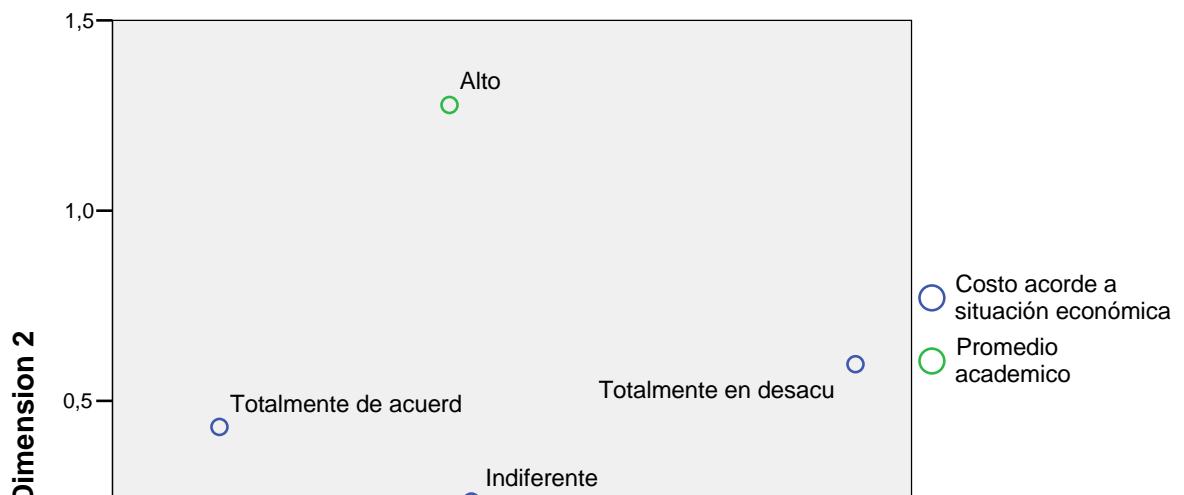 1,5
Alto
1,0
Costo acorde a
situación económica
Promedio
academico
Dimension 2
Totalmente en desacu
0,5
Totalmente de acuerd
Indiferente